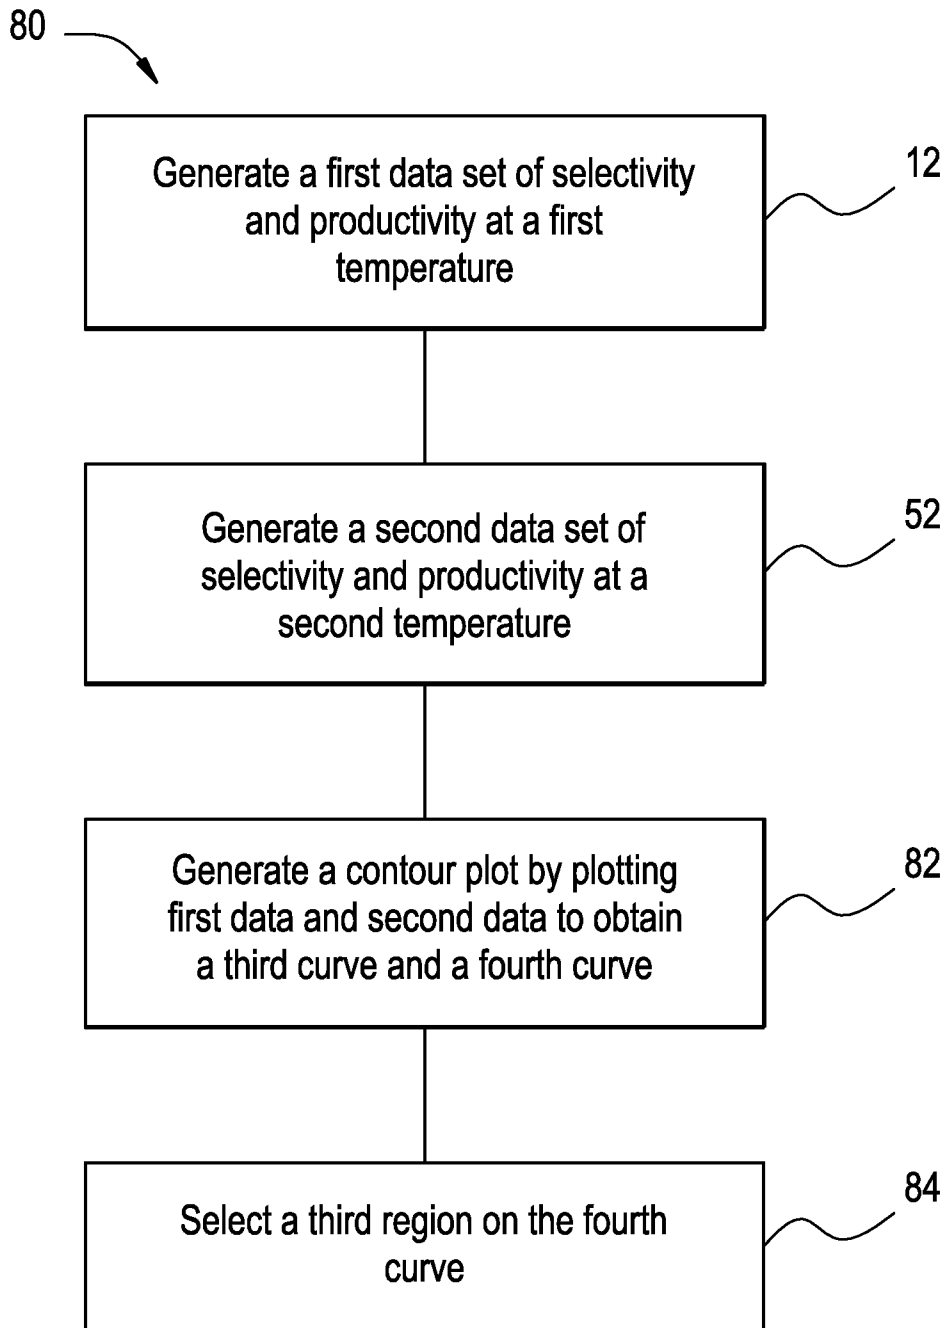 80
Generate a first data set of selectivity
and productivity at a first
temperature
12
Generate a second data set of
selectivity and productivity at a
second temperature
52
Generate a contour plot by plotting
first data and second data to obtain
a third curve and a fourth curve
82
Select a third region on the fourth
curve
84